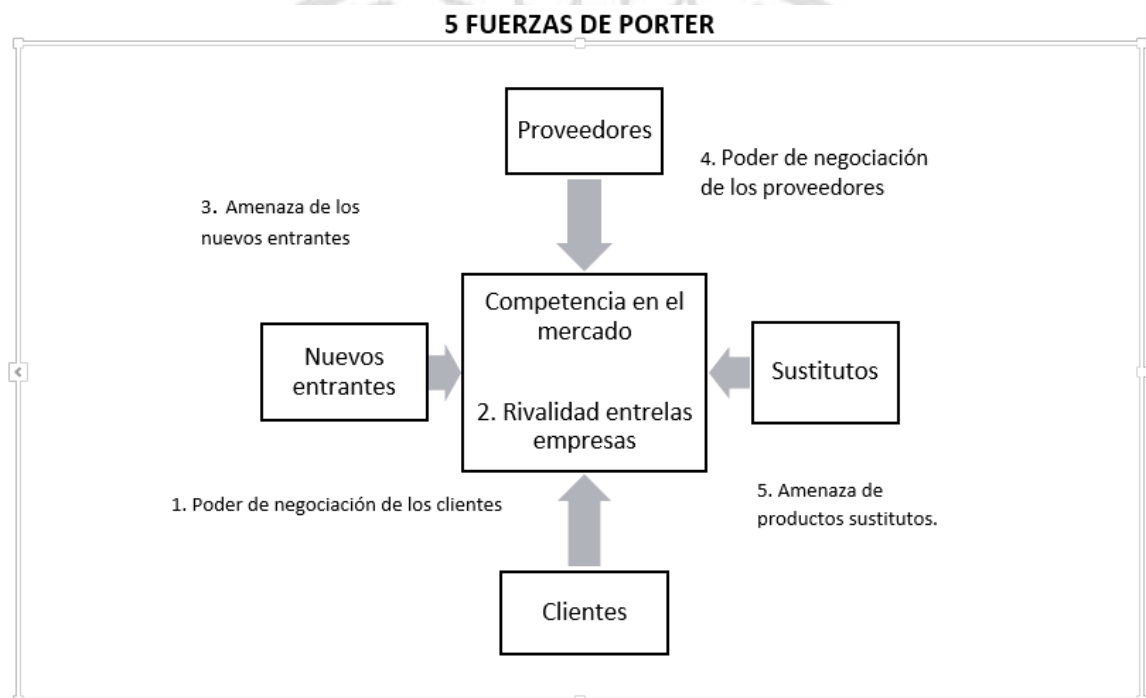 5 FUERZAS DE PORTER
Proveedores
4. Poder de negociación
de los proveedores
3. Amenaza de los
nuevos entrantes
Competencia en el
mercado
2. Rivalidad entrelas
empresas
Nuevos
entrantes
Sustitutos
1. Poder de negociación de los clientes
5. Amenaza de
productos sustitutos.
Clientes